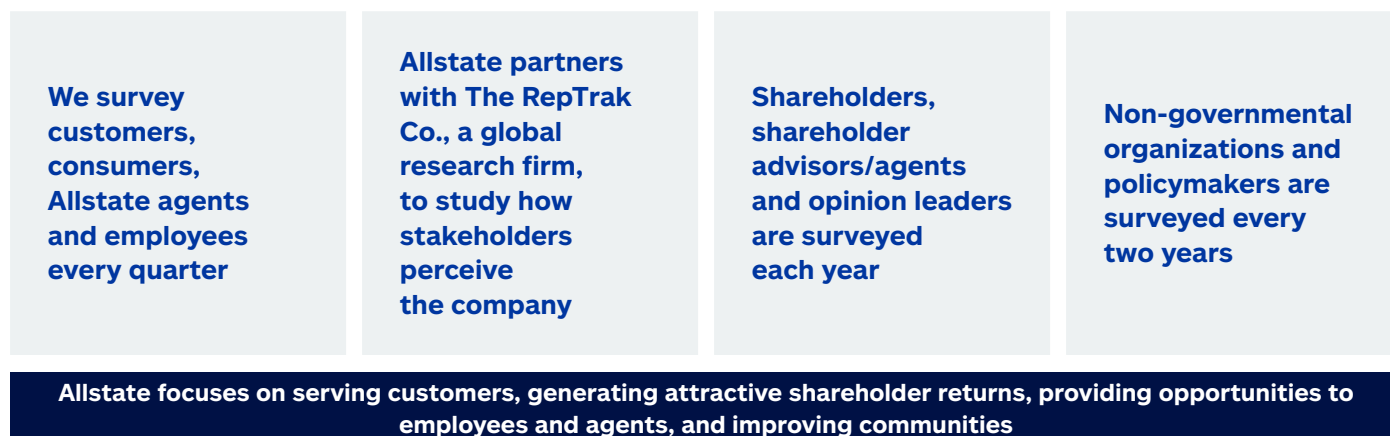 We survey
customers,
consumers,
Allstate agents
and employees
every quarter
Allstate partners
with The RepTrak
Co., a global
research firm,
to study how
stakeholders
perceive
the company
Shareholders,
shareholder
advisors/agents
and opinion leaders
are surveyed
each year
Non-governmental
organizations and
policymakers are
surveyed every
two years
Allstate focuses on serving customers, generating attractive shareholder returns, providing opportunities to
employees and agents, and improving communities